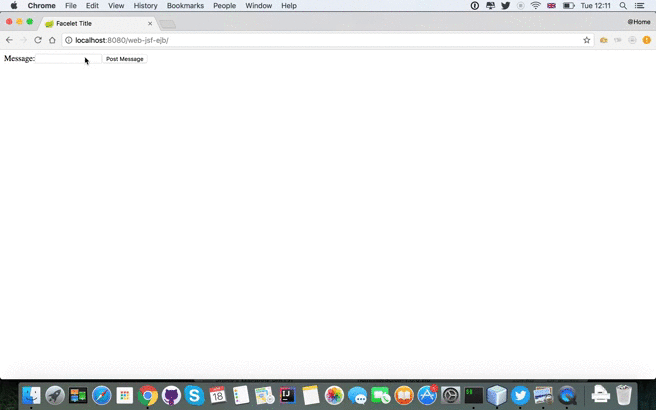 Chrome File Edit View History Bookmarks People Window Help Tue 12:11
Facelet Title @Home
localhost:8080/web-jsf-ejb/
Message: Post Message
18